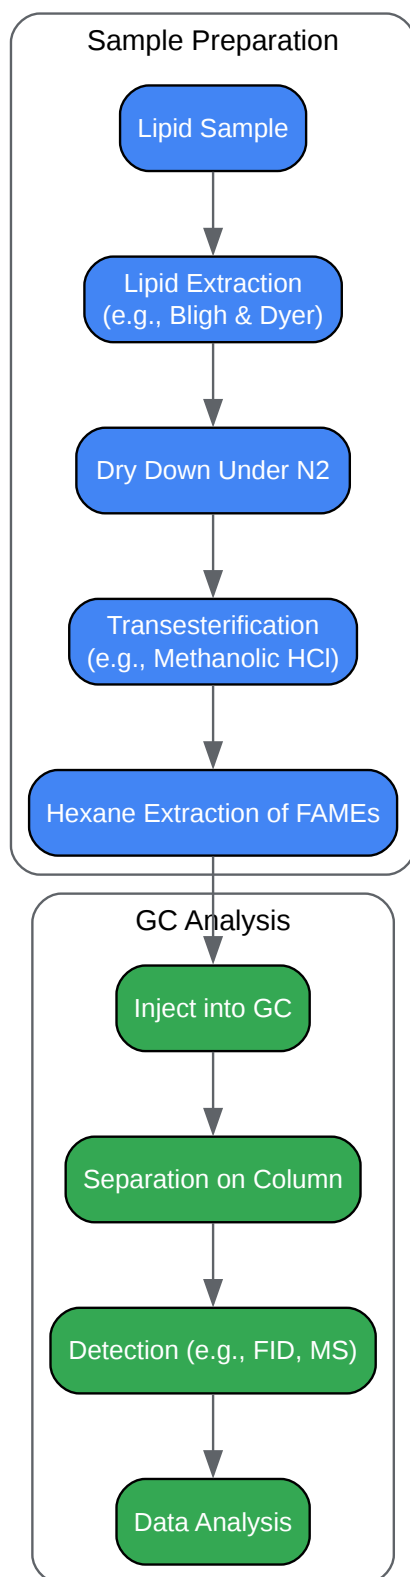 Sample Preparation
Lipid Sample
Lipid Extraction
(e.g., Bligh & Dyer)
Dry Down Under N2
Transesterification
(e.g., Methanolic HCl)
Hexane Extraction of FAMEs
GC Analysis
Inject into GC
Separation on Column
Detection (e.g., FID, MS)
Data Analysis